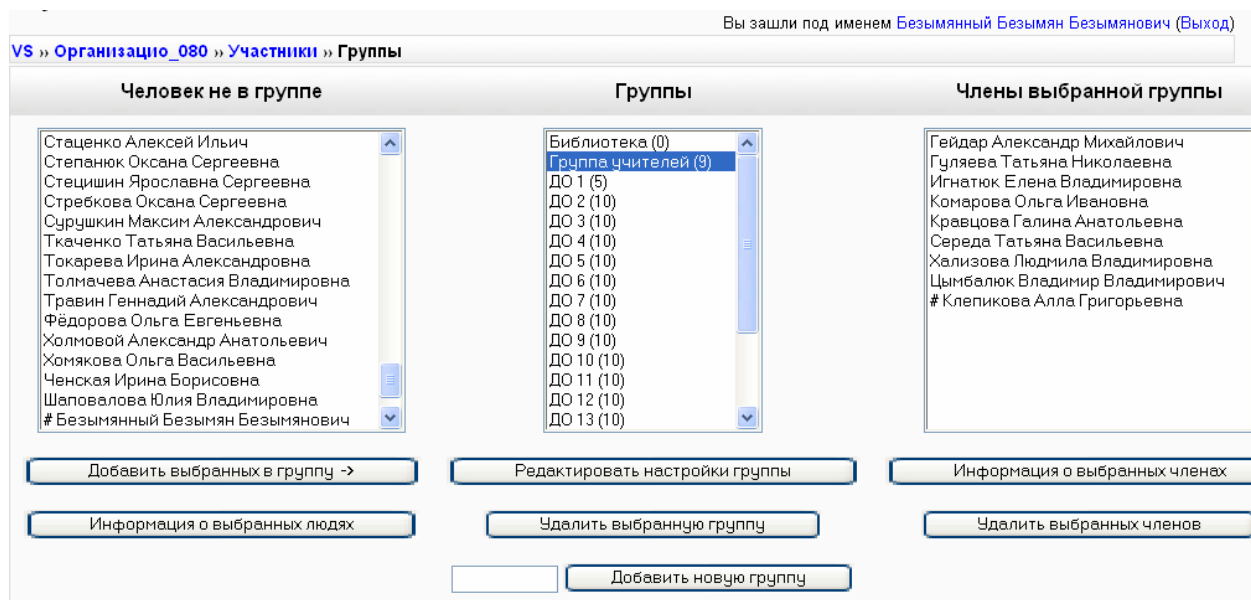 Вы зашли под именем Безымянный Безымян Безымянович (Выход)
VS » Организацио_080 » Участники » Группы
Человек не в группе
Стаценко Алексей Ильич
Степанюк Оксана Сергеевна
Стецишин Ярославна Сергеевна
Стребкова Оксана Сергеевна
Сурушкин Максим Александрович
Ткаченко Татьяна Васильевна
Токарева Ирина Александровна
Толмачева Анастасия Владимировна
Травин Геннадий Александрович
Фёдорова Ольга Евгеньевна
Холмовой Александр Анатольевич
Хомякова Ольга Васильевна
Ченская Ирина Борисовна
Шаповалова Юлия Владимировна
# Безымянный Безымян Безымянович
Добавить выбранных в группу ->
Информация о выбранных людях
Группы
Библиотека (0)
Группа учителей (9)
ДО 1 (5)
ДО 2 (10)
ДО 3 (10)
ДО 4 (10)
ДО 5 (10)
ДО 6 (10)
ДО 7 (10)
ДО 8 (10)
ДО 9 (10)
ДО 10 (10)
ДО 11 (10)
ДО 12 (10)
ДО 13 (10)
Редактировать настройки группы
Удалить выбранную группу
Добавить новую группу
Члены выбранной группы
Гейдар Александр Михайлович
Гуляева Татьяна Николаевна
Игнатюк Елена Владимировна
Комарова Ольга Ивановна
Кравцова Галина Анатольевна
Середа Татьяна Васильевна
Хализова Людмила Владимировна
Цымбалюк Владимир Владимирович
# Клепикова Алла Григорьевна
Информация о выбранных членах
Удалить выбранных членов